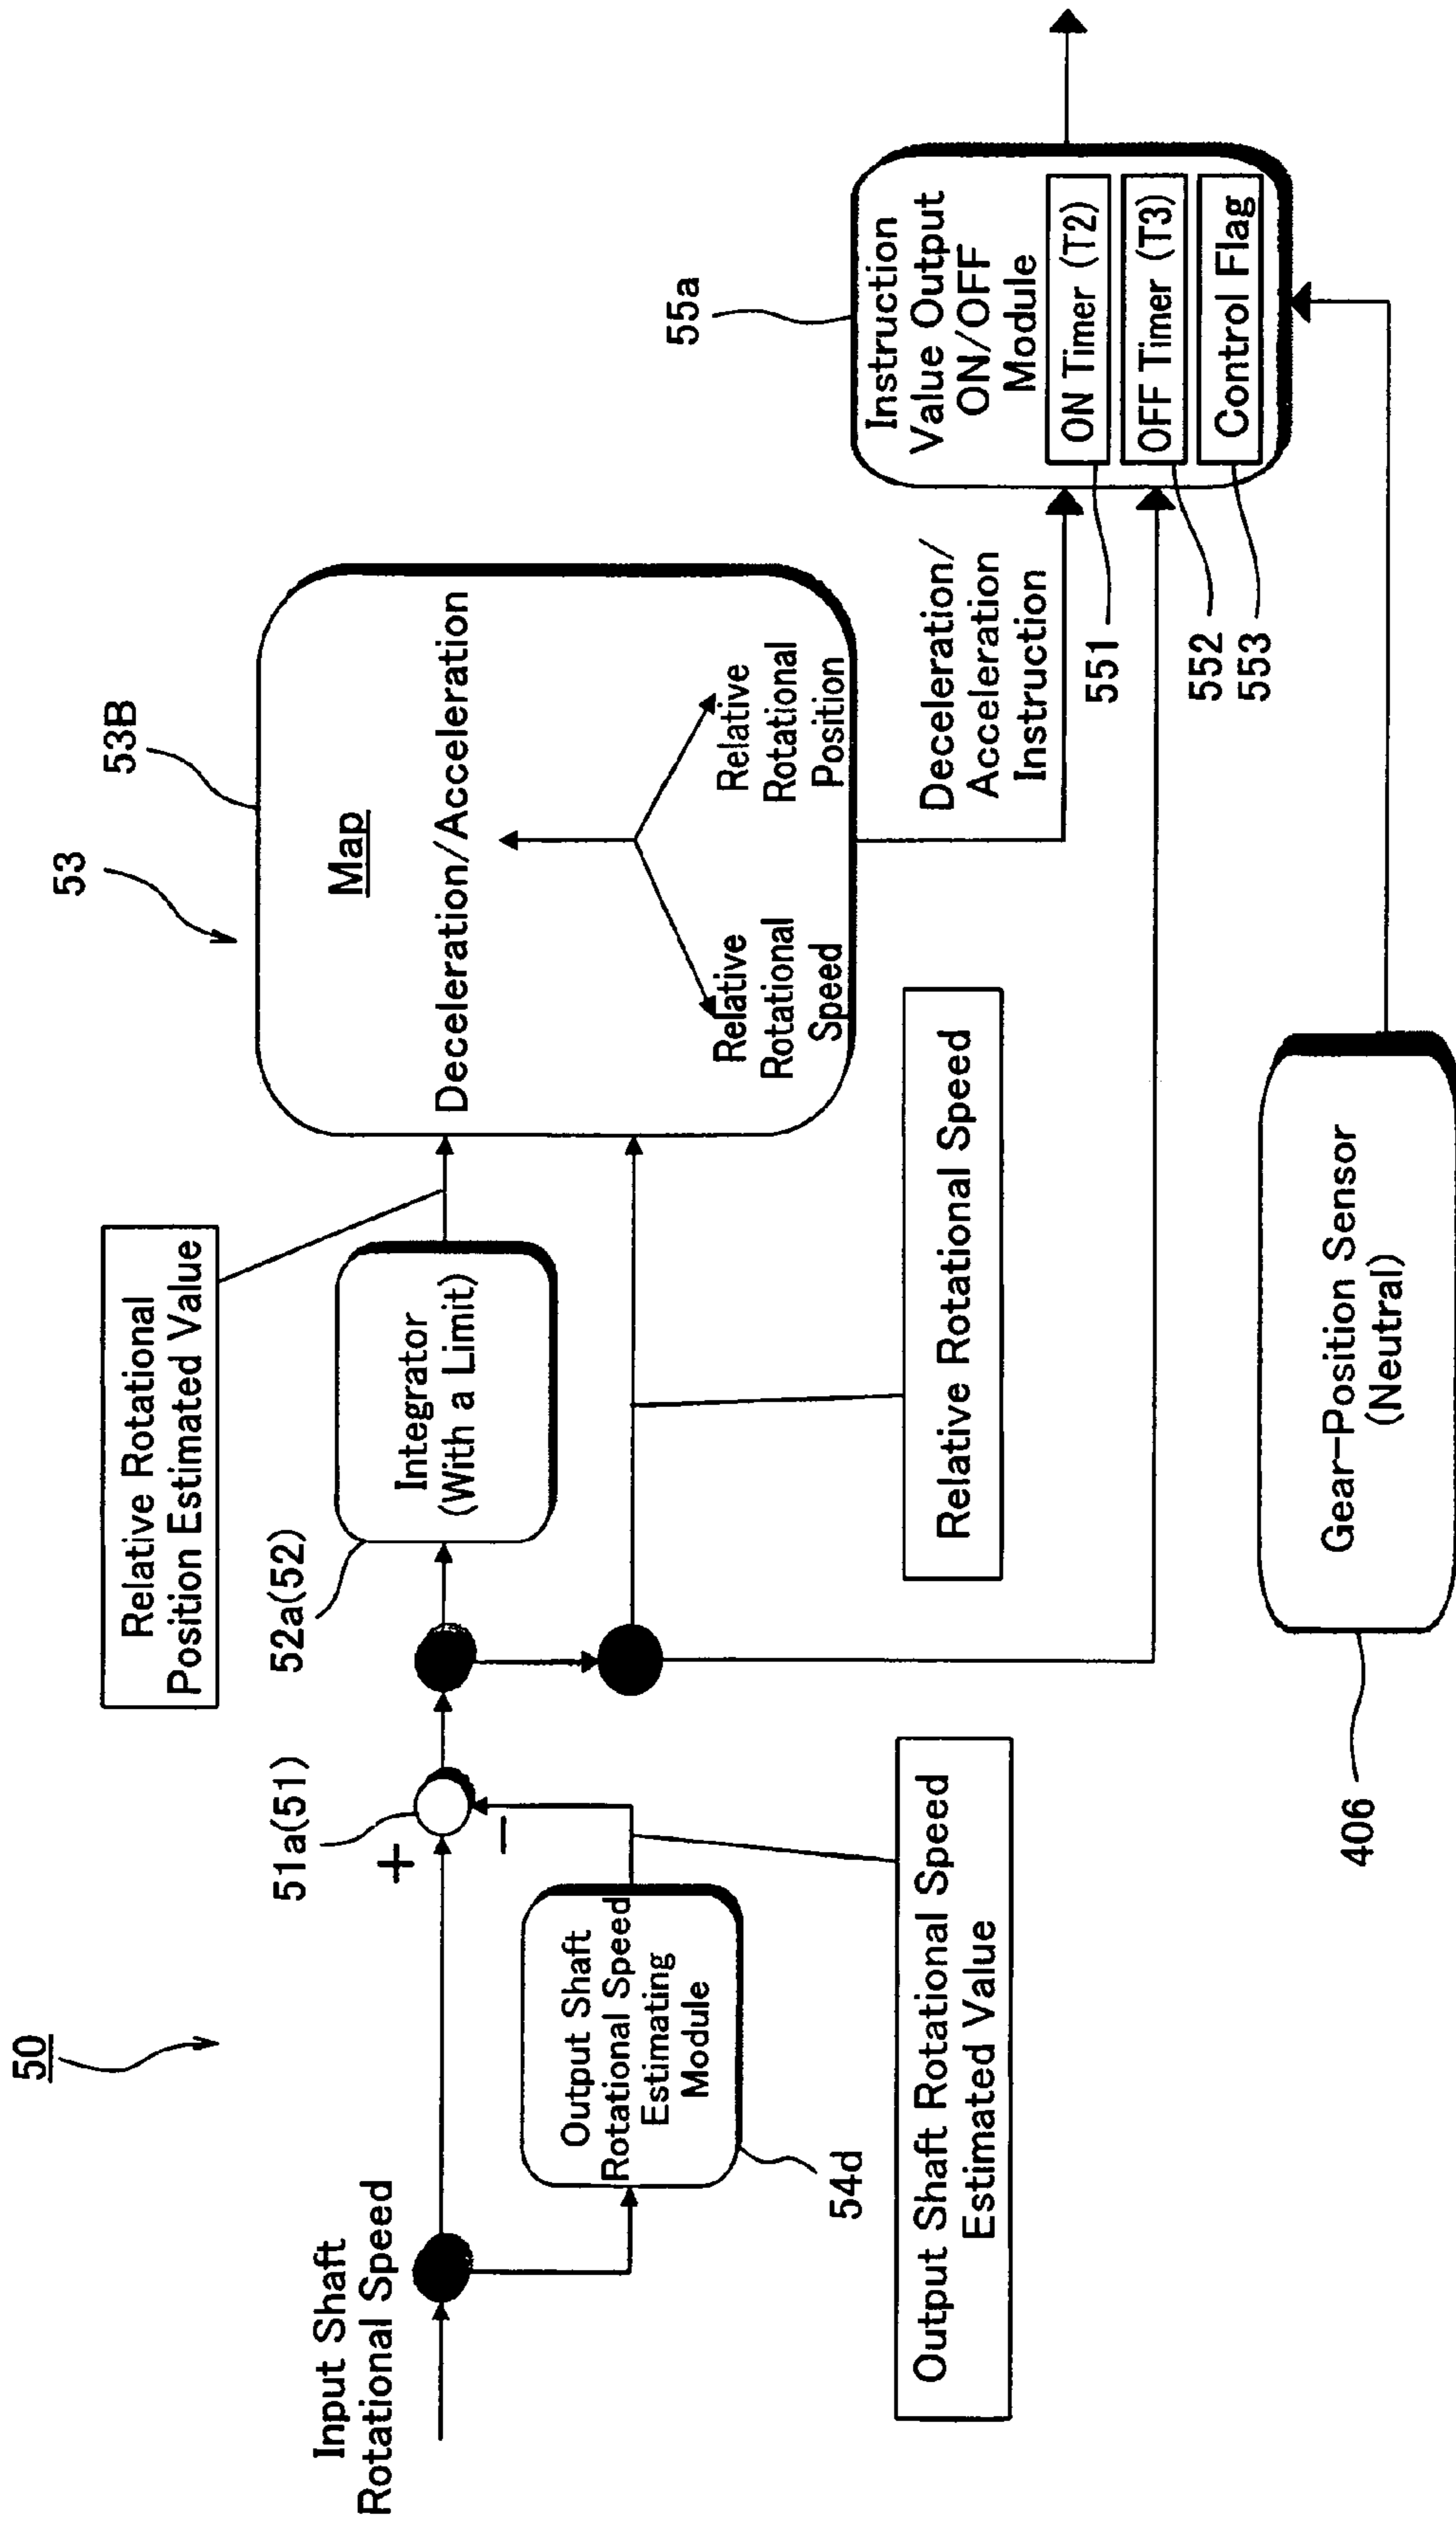 50
Input Shaft
Rotational Speed
Output Shaft
Rotational Speed
Estimating
Module
54d
+
−
51a(51)
Output Shaft Rotational Speed
Estimated Value
52a(52)
Integrator
(With a Limit)
Relative Rotational
Position Estimated Value
Relative Rotational Speed
53
53B
Map
Deceleration/Acceleration
Relative
Rotational
Speed
Relative
Rotational
Position
Deceleration/
Acceleration
Instruction
55a
Instruction
Value Output
ON/OFF
Module
ON Timer (T2)
OFF Timer (T3)
Control Flag
551
552
553
Gear-Position Sensor
(Neutral)
406